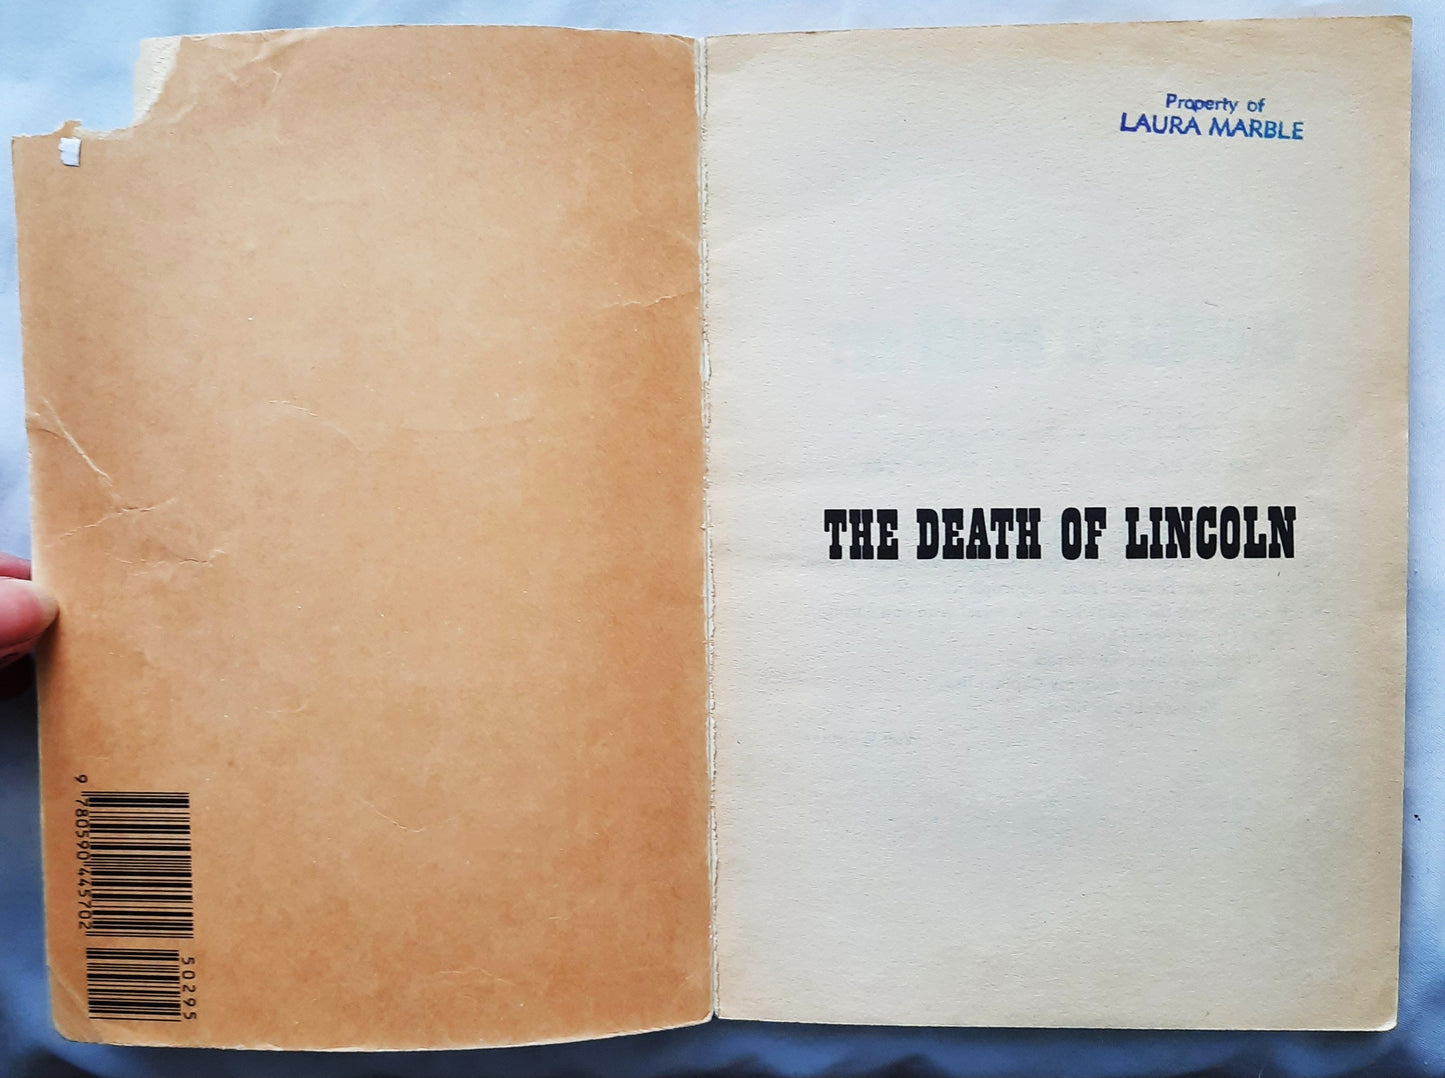 9 780590 445702
50295
Property of
LAURA MARBLE
THE DEATH OF LINCOLN